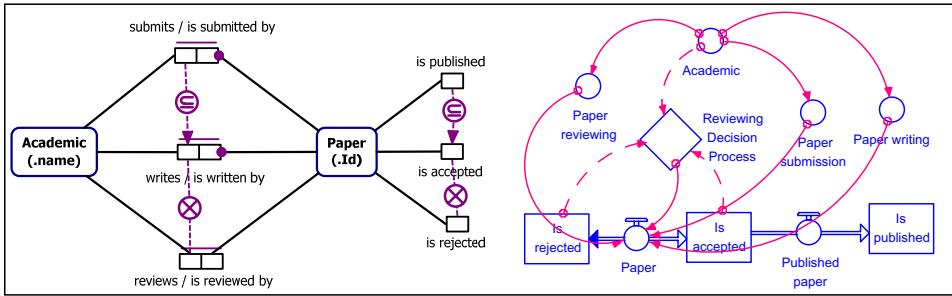 submits / is submitted by
is published
Academic
(.name)
Paper
(.Id)
writes / is written by
is accepted
is rejected
reviews / is reviewed by
Academic
Paper
reviewing
Reviewing
Decision
Process
Paper
submission
Paper writing
Is
rejected
Paper
Is
accepted
Published
paper
Is
published